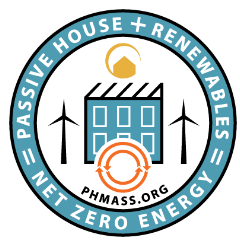 PASSIVE HOUSE + RENEWABLES
= NET ZERO ENERGY =
PHMASS.ORG